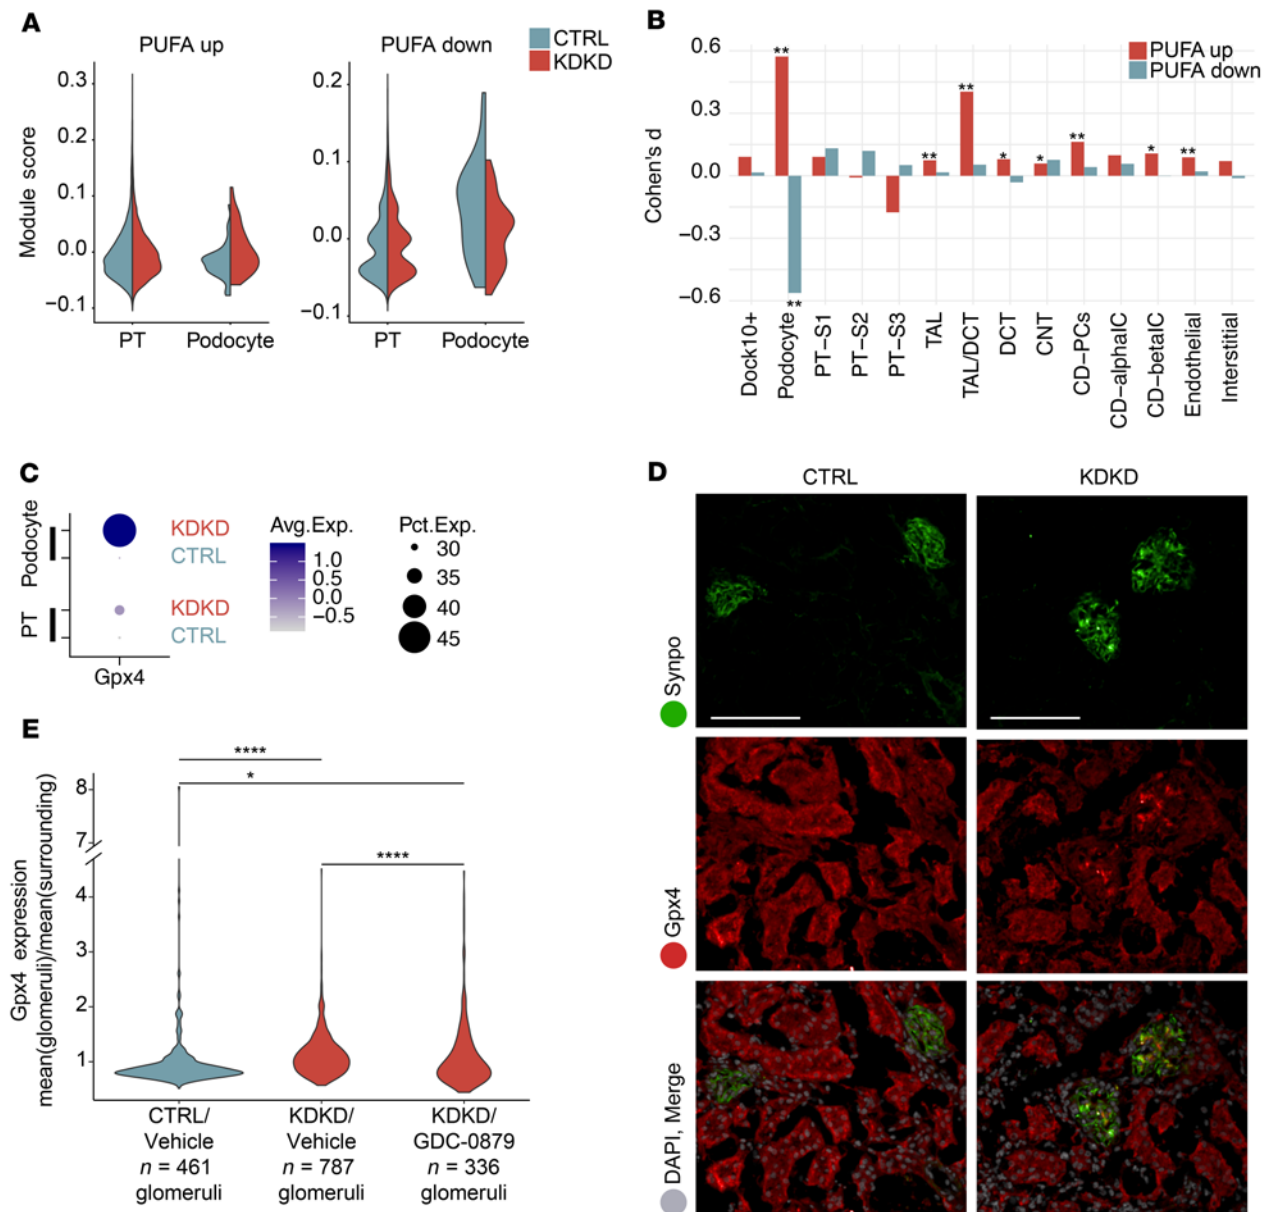 A
PUFA up
PUFA down
CTRL
KDKD
Module score
0.3
0.2
0.1
0.0
−0.1
PT
Podocyte
0.2
0.1
0.0
−0.1
PT
Podocyte
B
PUFA up
PUFA down
Cohen's d
0.6
0.3
0.0
−0.3
−0.6
**
**
**
**
*
*
**
*
**
Dock10+
Podocyte
PT−S1
PT−S2
PT−S3
TAL
TAL/DCT
DCT
CNT
CD−PCs
CD−alphaIC
CD−betaIC
Endothelial
Interstitial
C
Podocyte
PT
KDKD
CTRL
KDKD
CTRL
Gpx4
Avg.Exp.
1.0
0.5
0.0
−0.5
Pct.Exp.
30
35
40
45
D
CTRL
KDKD
Synpo
Gpx4
DAPI, Merge
E
Gpx4 expression
mean(glomeruli)/mean(surrounding)
8
7
4
3
2
1
****
*
****
CTRL/
Vehicle
n = 461
glomeruli
KDKD/
Vehicle
n = 787
glomeruli
KDKD/
GDC-0879
n = 336
glomeruli